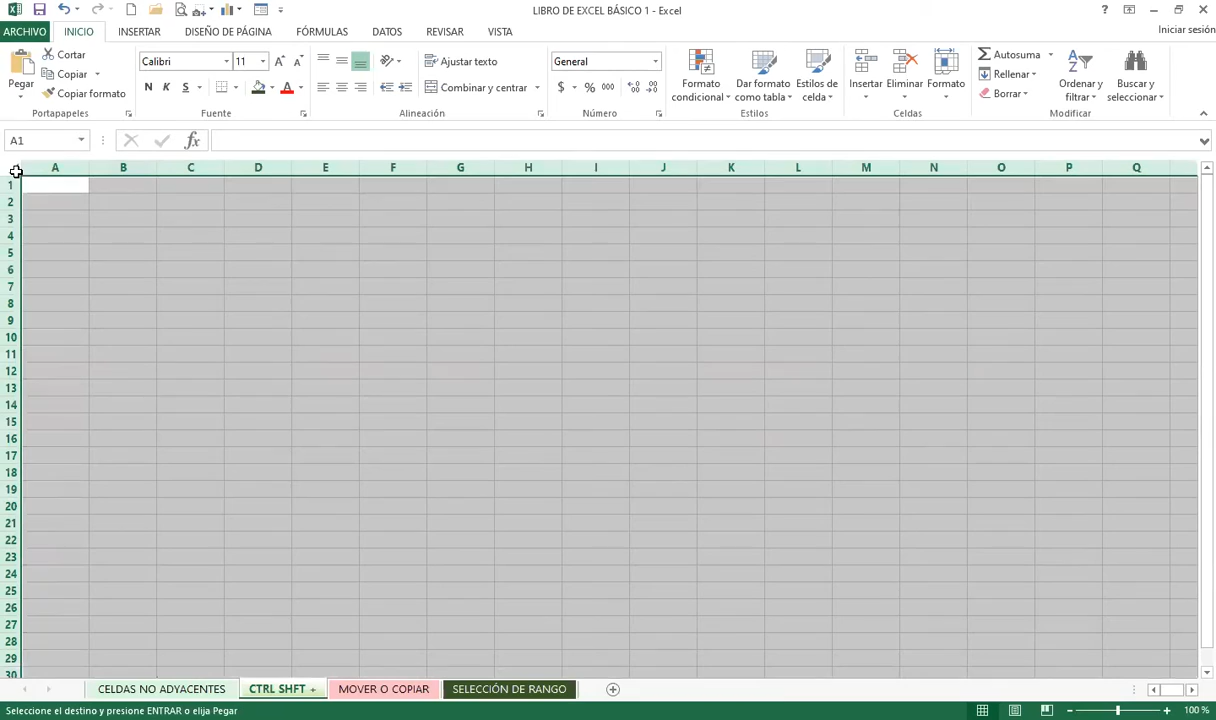 LIBRO DE EXCEL BÁSICO 1 - Excel
ARCHIVO INICIO INSERTAR DISEÑO DE PÁGINA FÓRMULAS DATOS REVISAR VISTA Iniciar sesión
Pegar Cortar Copiar Copiar formato Portapapeles
Calibri 11 N K S Fuente
Ajustar texto Combinar y centrar Alineación
General $ % 000 Número
Formato condicional Dar formato como tabla Estilos de celda Estilos
Insertar Eliminar Formato Celdas
Autosuma Rellenar Borrar Ordenar y filtrar Buscar y seleccionar Modificar
A1 fx
A B C D E F G H I J K L M N O P Q
1
2
3
4
5
6
7
8
9
10
11
12
13
14
15
16
17
18
19
20
21
22
23
24
25
26
27
28
29
30
CELDAS NO ADYACENTES CTRL SHFT + MOVER O COPIAR SELECCIÓN DE RANGO
Seleccione el destino y presione ENTRAR o elija Pegar 100 %